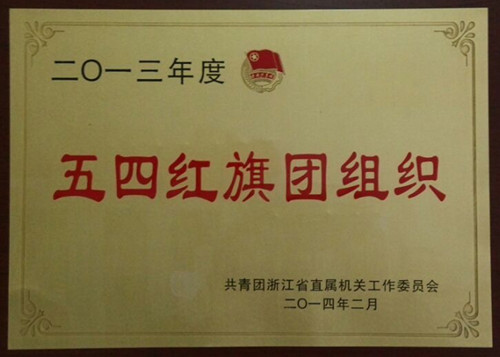 二〇一三年度
五四红旗团组织
共青团浙江省直属机关工作委员会
二〇一四年二月